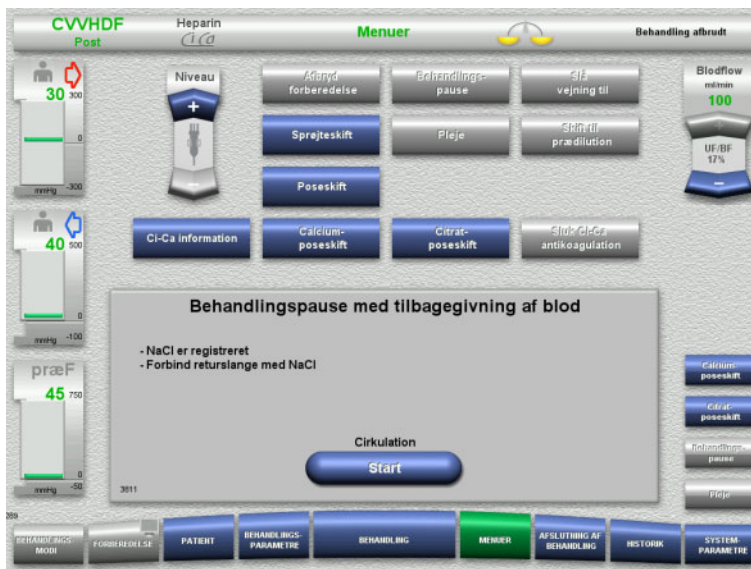 CVVHDF
Post
Heparin
CiCa
Menuer
Behandling afbrudt
30
300
0
mmHg
-300
40
500
0
mmHg
-100
præF
45
750
0
mmHg
-50
Niveau
+
−
Afbryd
forberedelse
Behandlings-
pause
Slå
vejning til
Sprøjteskift
Pleje
Skift til
prædilution
Poseskift
Ci-Ca information
Calcium-
poseskift
Citrat-
poseskift
Sluk Ci-Ca
antikoagulation
Blodflow
ml/min
100
+
UF/BF
17%
−
Behandlingspause med tilbagegivning af blod
- NaCl er registreret
- Forbind returslange med NaCl
Cirkulation
Start
3811
Calcium-
poseskift
Citrat-
poseskift
Behandlings-
pause
Pleje
289
BEHANDLINGS-
MODI
FORBEREDELSE
PATIENT
BEHANDLINGS-
PARAMETRE
BEHANDLING
MENUER
AFSLUTNING AF
BEHANDLING
HISTORIK
SYSTEM-
PARAMETRE